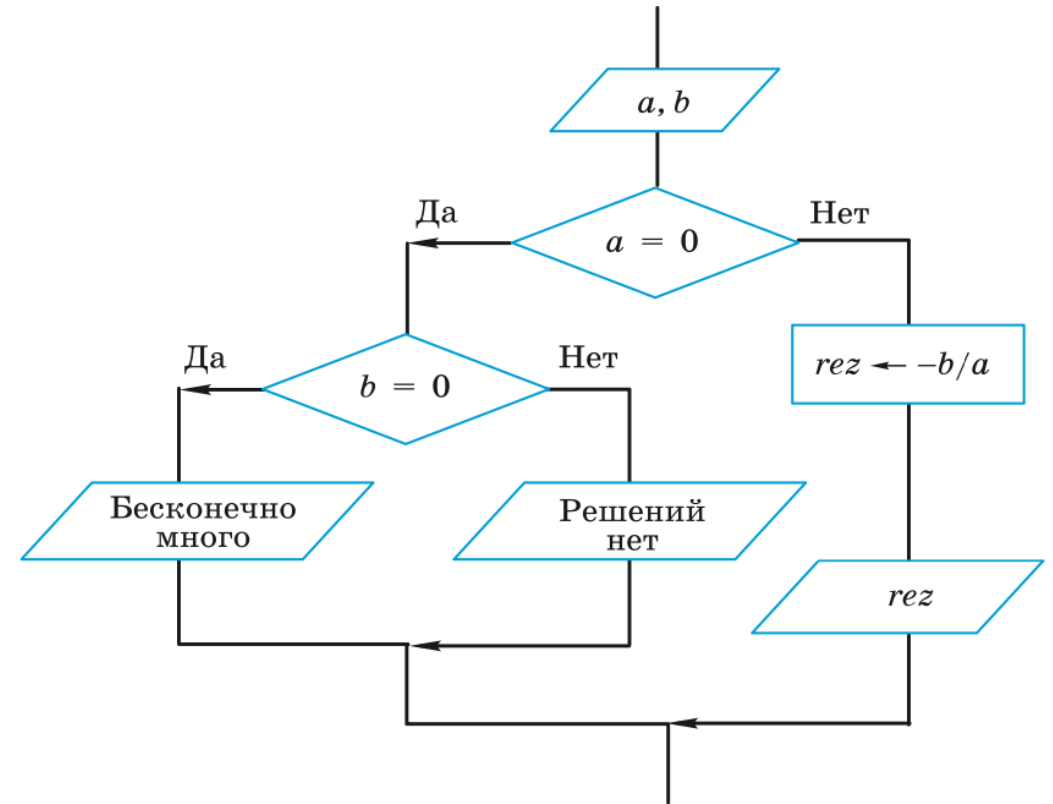 a, b
Да
Нет
a = 0
Да
Нет
b = 0
rez ← –b/a
Бесконечно
много
Решений
нет
rez